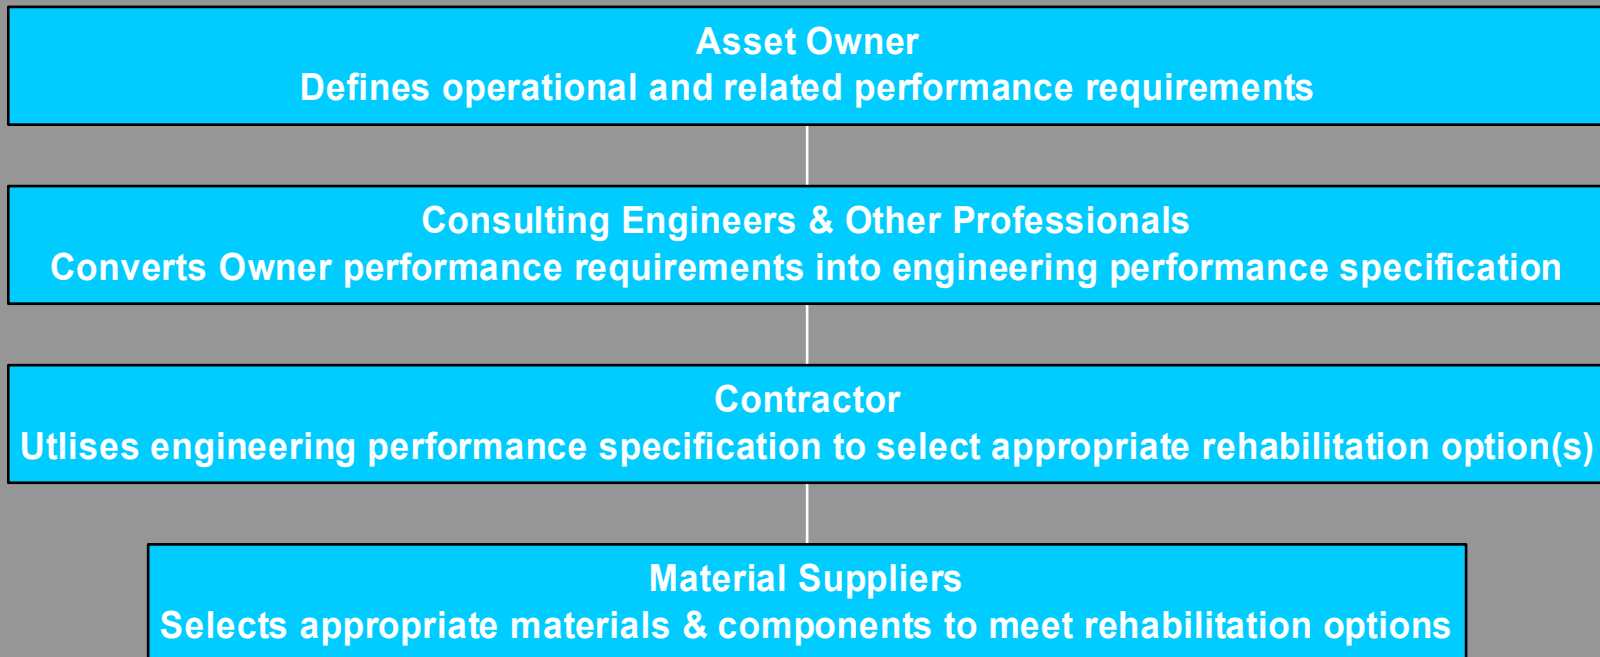 Asset Owner
Defines operational and related performance requirements
Consulting Engineers & Other Professionals
Converts Owner performance requirements into engineering performance specification
Contractor
Utlises engineering performance specification to select appropriate rehabilitation option(s)
Material Suppliers
Selects appropriate materials & components to meet rehabilitation options